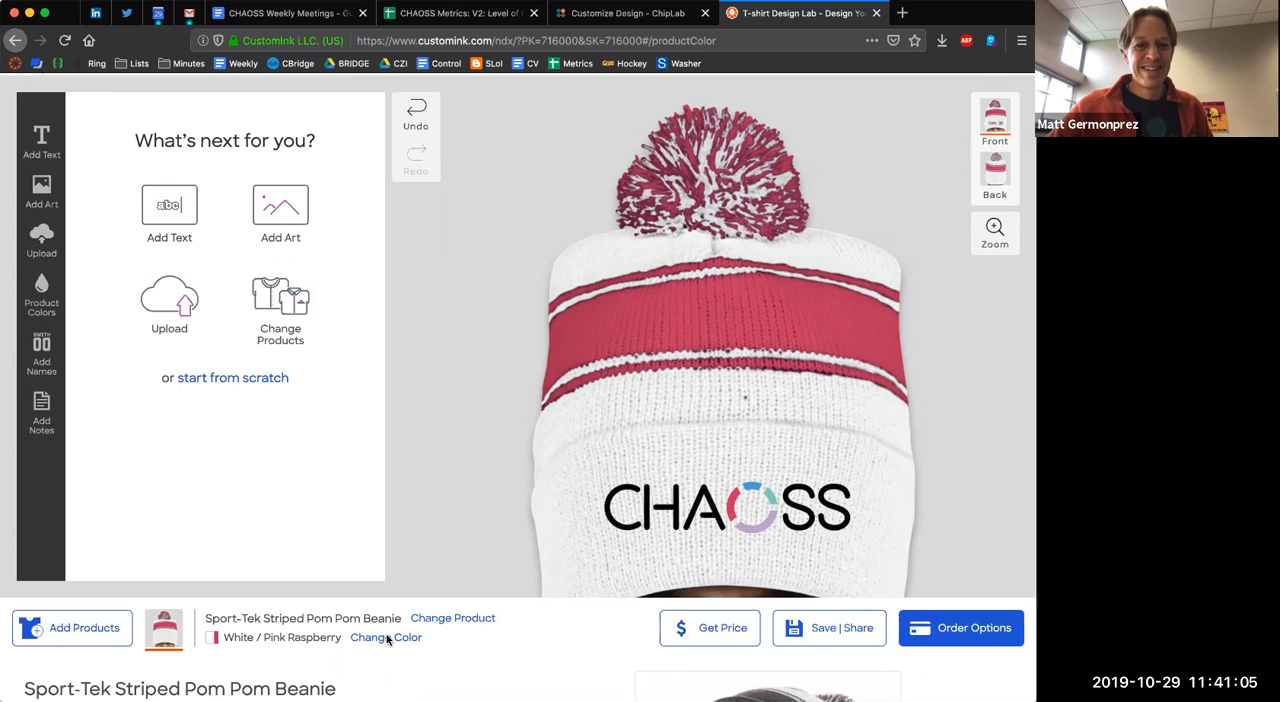 CHAOSS Weekly Meetings - G
CHAOSS Metrics: V2: Level of
Customize Design - ChipLab
T-shirt Design Lab - Design Yo
CustomInk LLC. (US)
https://www.customink.com/ndx/?PK=716000&SK=716000#/productColor
Ring
Lists
Minutes
Weekly
CBridge
BRIDGE
CZI
Control
SLoI
CV
Metrics
Hockey
Washer
Matt Germonprez
Add Text
Add Art
Upload
Product Colors
Add Names
Add Notes
What's next for you?
abc
Add Text
Add Art
Upload
Change Products
or start from scratch
Undo
Redo
Front
Back
Zoom
CHAOSS
Add Products
Sport-Tek Striped Pom Pom Beanie Change Product
White / Pink Raspberry Change Color
$ Get Price
Save | Share
Order Options
Sport-Tek Striped Pom Pom Beanie
2019-10-29 11:41:05